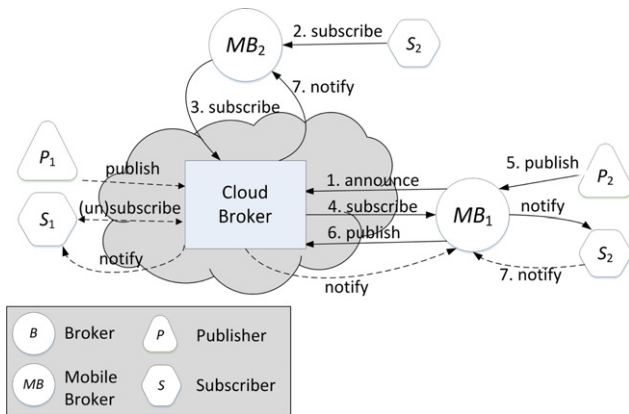 MB2
2. subscribe
S2
7. notify
3. subscribe
P1
publish
Cloud
Broker
1. announce
5. publish
P2
S1
(un)subscribe
4. subscribe
MB1
notify
6. publish
notify
notify
7. notify
S2
B
Broker
P
Publisher
MB
Mobile
Broker
S
Subscriber